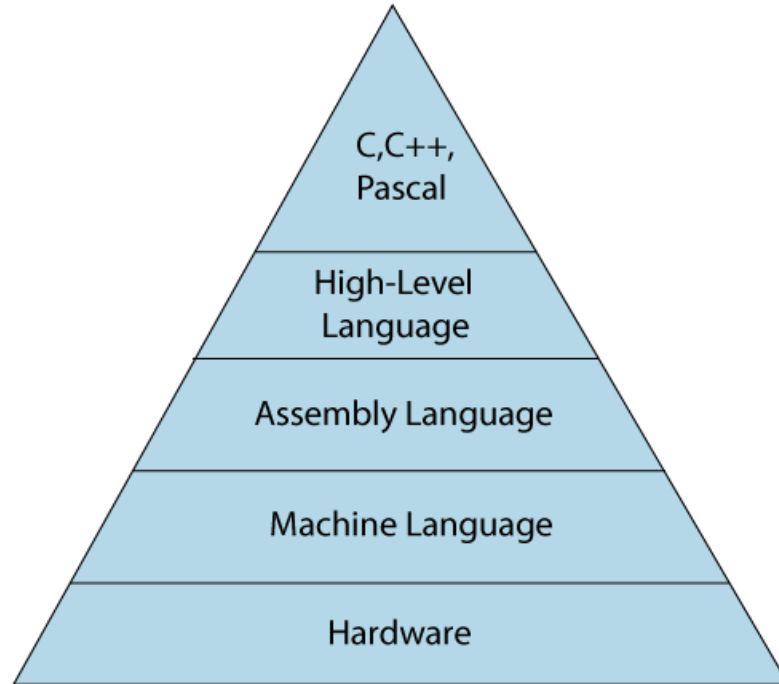 C,C++,
Pascal
High-Level
Language
Assembly Language
Machine Language
Hardware